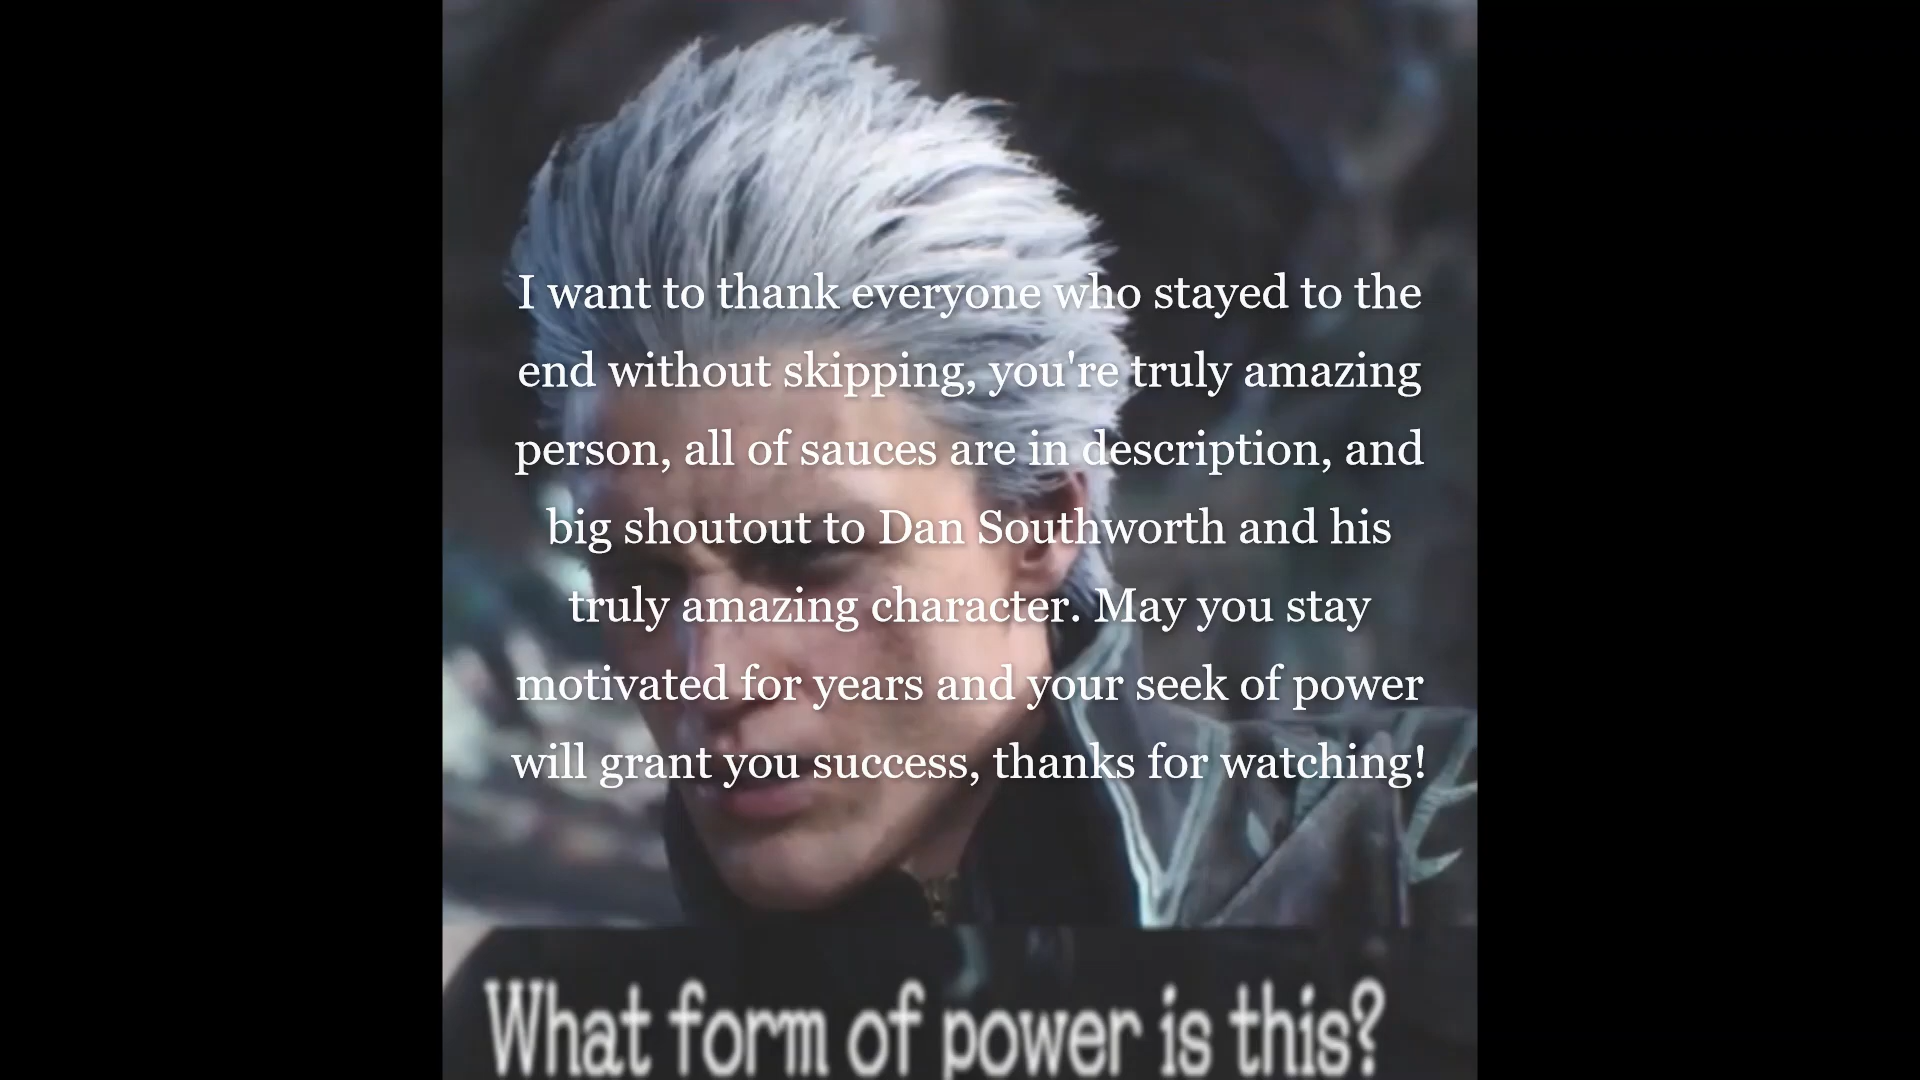 I want to thank everyone who stayed to the
end without skipping, you're truly amazing
person, all of sauces are in description, and
big shoutout to Dan Southworth and his
truly amazing character. May you stay
motivated for years and your seek of power
will grant you success, thanks for watching!
What form of power is this?